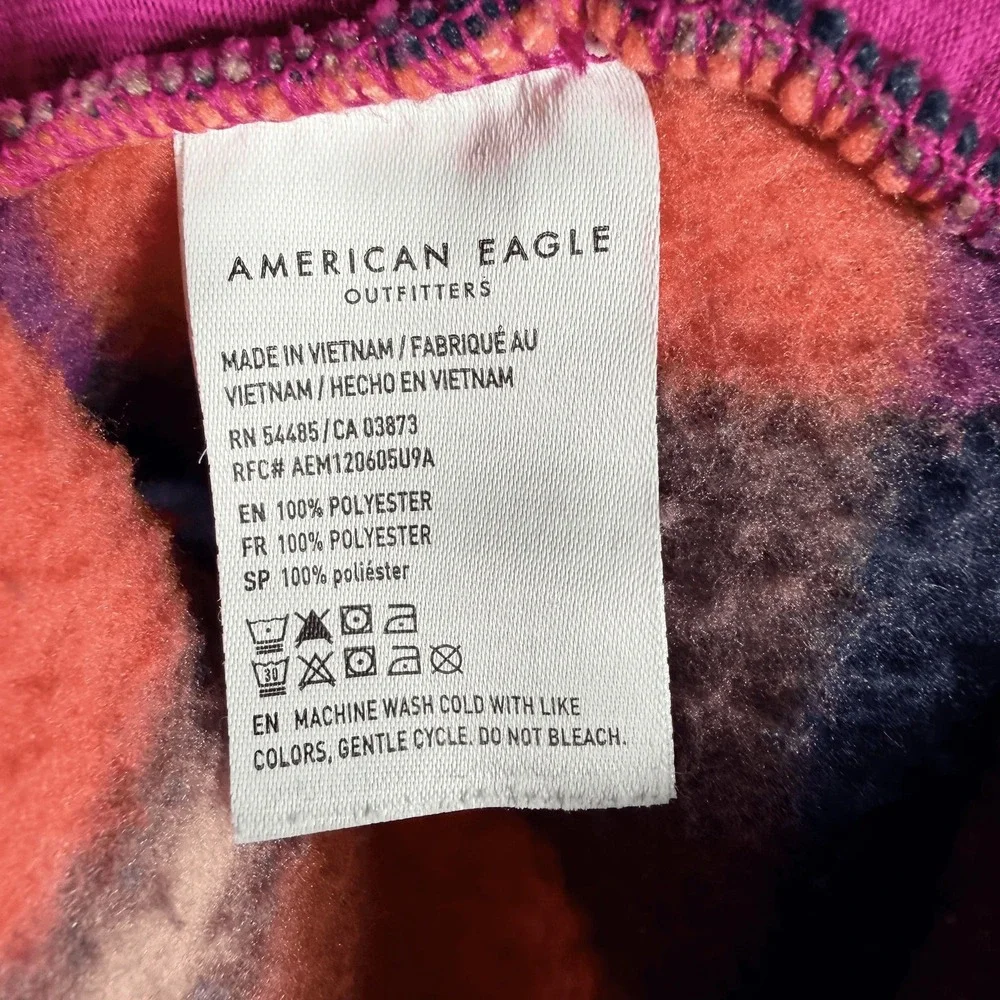 AMERICAN EAGLE
OUTFITTERS
MADE IN VIETNAM / FABRIQUÉ AU
VIETNAM / HECHO EN VIETNAM
RN 54485 / CA 03873
RFC# AEM120605U9A
EN 100% POLYESTER
FR 100% POLYESTER
SP 100% poliéster
30
EN MACHINE WASH COLD WITH LIKE
COLORS, GENTLE CYCLE. DO NOT BLEACH.